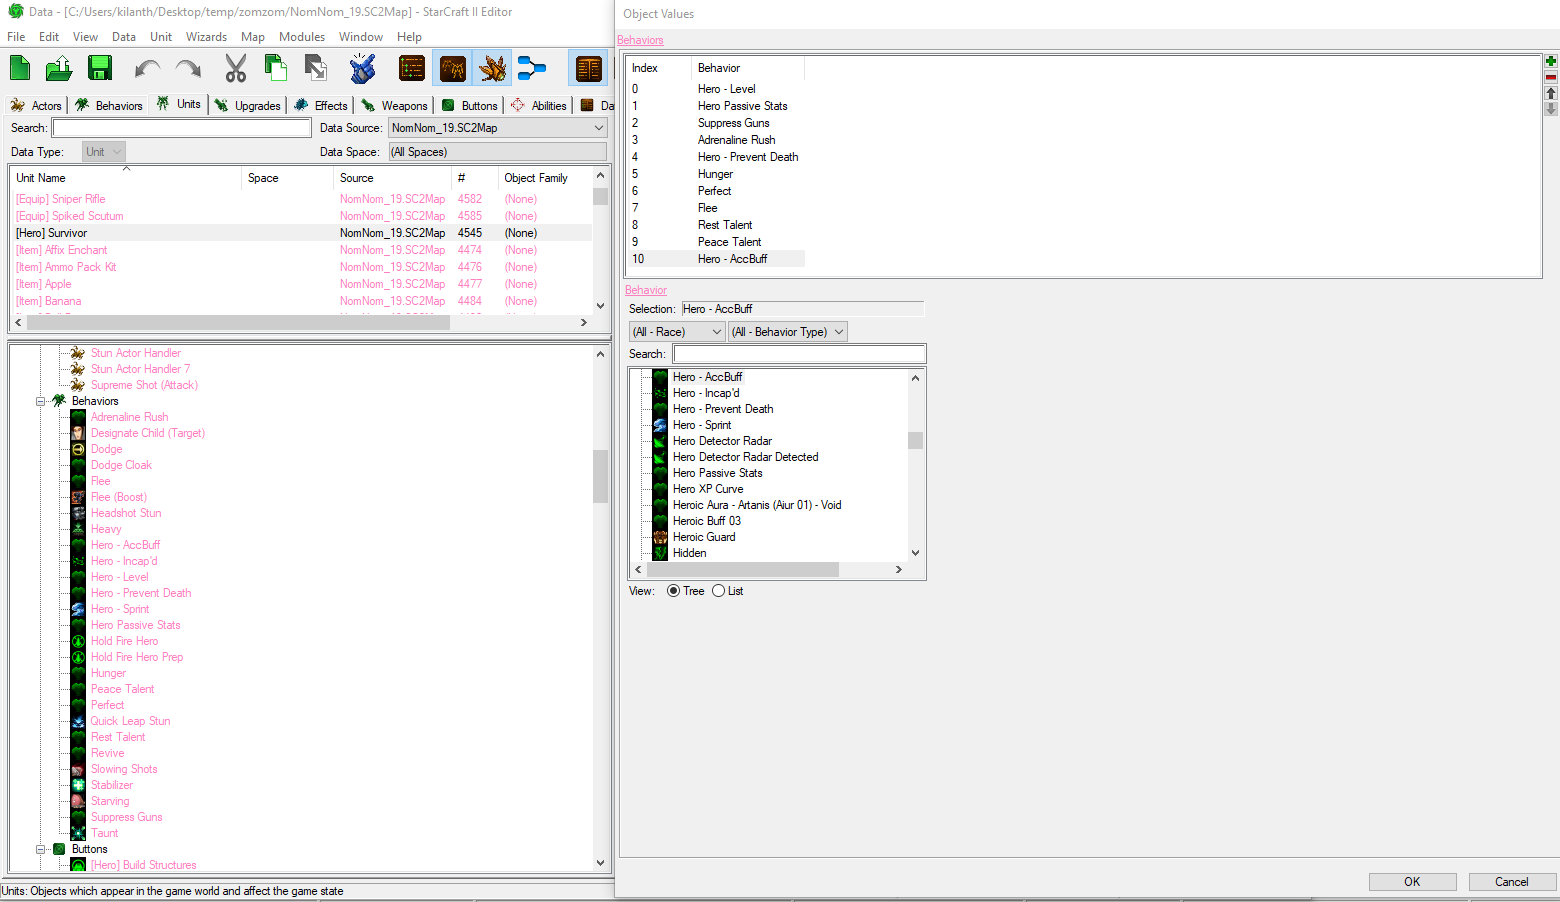 Data - [C:/Users/kilanth/Desktop/temp/zomzom/NomNom_19.SC2Map] - StarCraft II Editor
File Edit View Data Unit Wizards Map Modules Window Help
Actors Behaviors Units Upgrades Effects Weapons Buttons Abilities Da
Search: Data Source: NomNom_19.SC2Map
Data Type: Unit Data Space: (All Spaces)
Unit Name Space Source # Object Family
[Equip] Sniper Rifle NomNom_19.SC2Map 4582 (None)
[Equip] Spiked Scutum NomNom_19.SC2Map 4585 (None)
[Hero] Survivor NomNom_19.SC2Map 4545 (None)
[Item] Affix Enchant NomNom_19.SC2Map 4474 (None)
[Item] Ammo Pack Kit NomNom_19.SC2Map 4476 (None)
[Item] Apple NomNom_19.SC2Map 4477 (None)
[Item] Banana NomNom_19.SC2Map 4484 (None)
Stun Actor Handler
Stun Actor Handler 7
Supreme Shot (Attack)
Behaviors
Adrenaline Rush
Designate Child (Target)
Dodge
Dodge Cloak
Flee
Flee (Boost)
Headshot Stun
Heavy
Hero - AccBuff
Hero - Incap'd
Hero - Level
Hero - Prevent Death
Hero - Sprint
Hero Passive Stats
Hold Fire Hero
Hold Fire Hero Prep
Hunger
Peace Talent
Perfect
Quick Leap Stun
Rest Talent
Revive
Slowing Shots
Stabilizer
Starving
Suppress Guns
Taunt
Buttons
[Hero] Build Structures
Units: Objects which appear in the game world and affect the game state
Object Values
Behaviors
Index Behavior
0 Hero - Level
1 Hero Passive Stats
2 Suppress Guns
3 Adrenaline Rush
4 Hero - Prevent Death
5 Hunger
6 Perfect
7 Flee
8 Rest Talent
9 Peace Talent
10 Hero - AccBuff
Behavior
Selection: Hero - AccBuff
(All - Race) (All - Behavior Type)
Search:
Hero - AccBuff
Hero - Incap'd
Hero - Prevent Death
Hero - Sprint
Hero Detector Radar
Hero Detector Radar Detected
Hero Passive Stats
Hero XP Curve
Heroic Aura - Artanis (Aiur 01) - Void
Heroic Buff 03
Heroic Guard
Hidden
View: Tree List
OK Cancel